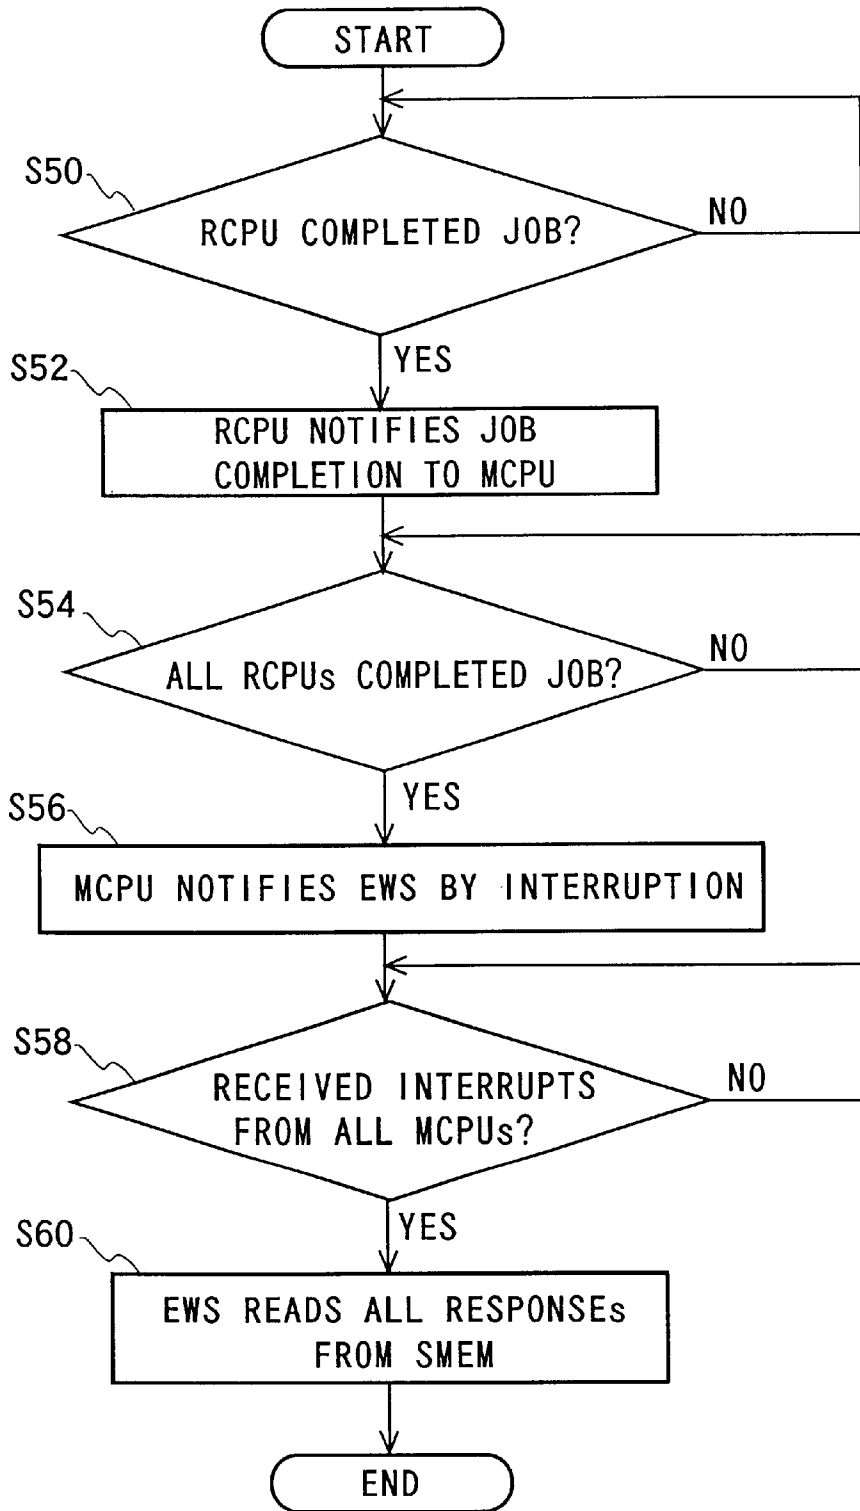 START
S50
RCPU COMPLETED JOB?
NO
YES
S52
RCPU NOTIFIES JOB
COMPLETION TO MCPU
S54
ALL RCPUs COMPLETED JOB?
NO
YES
S56
MCPU NOTIFIES EWS BY INTERRUPTION
S58
RECEIVED INTERRUPTS
FROM ALL MCPUs?
NO
YES
S60
EWS READS ALL RESPONSEs
FROM SMEM
END